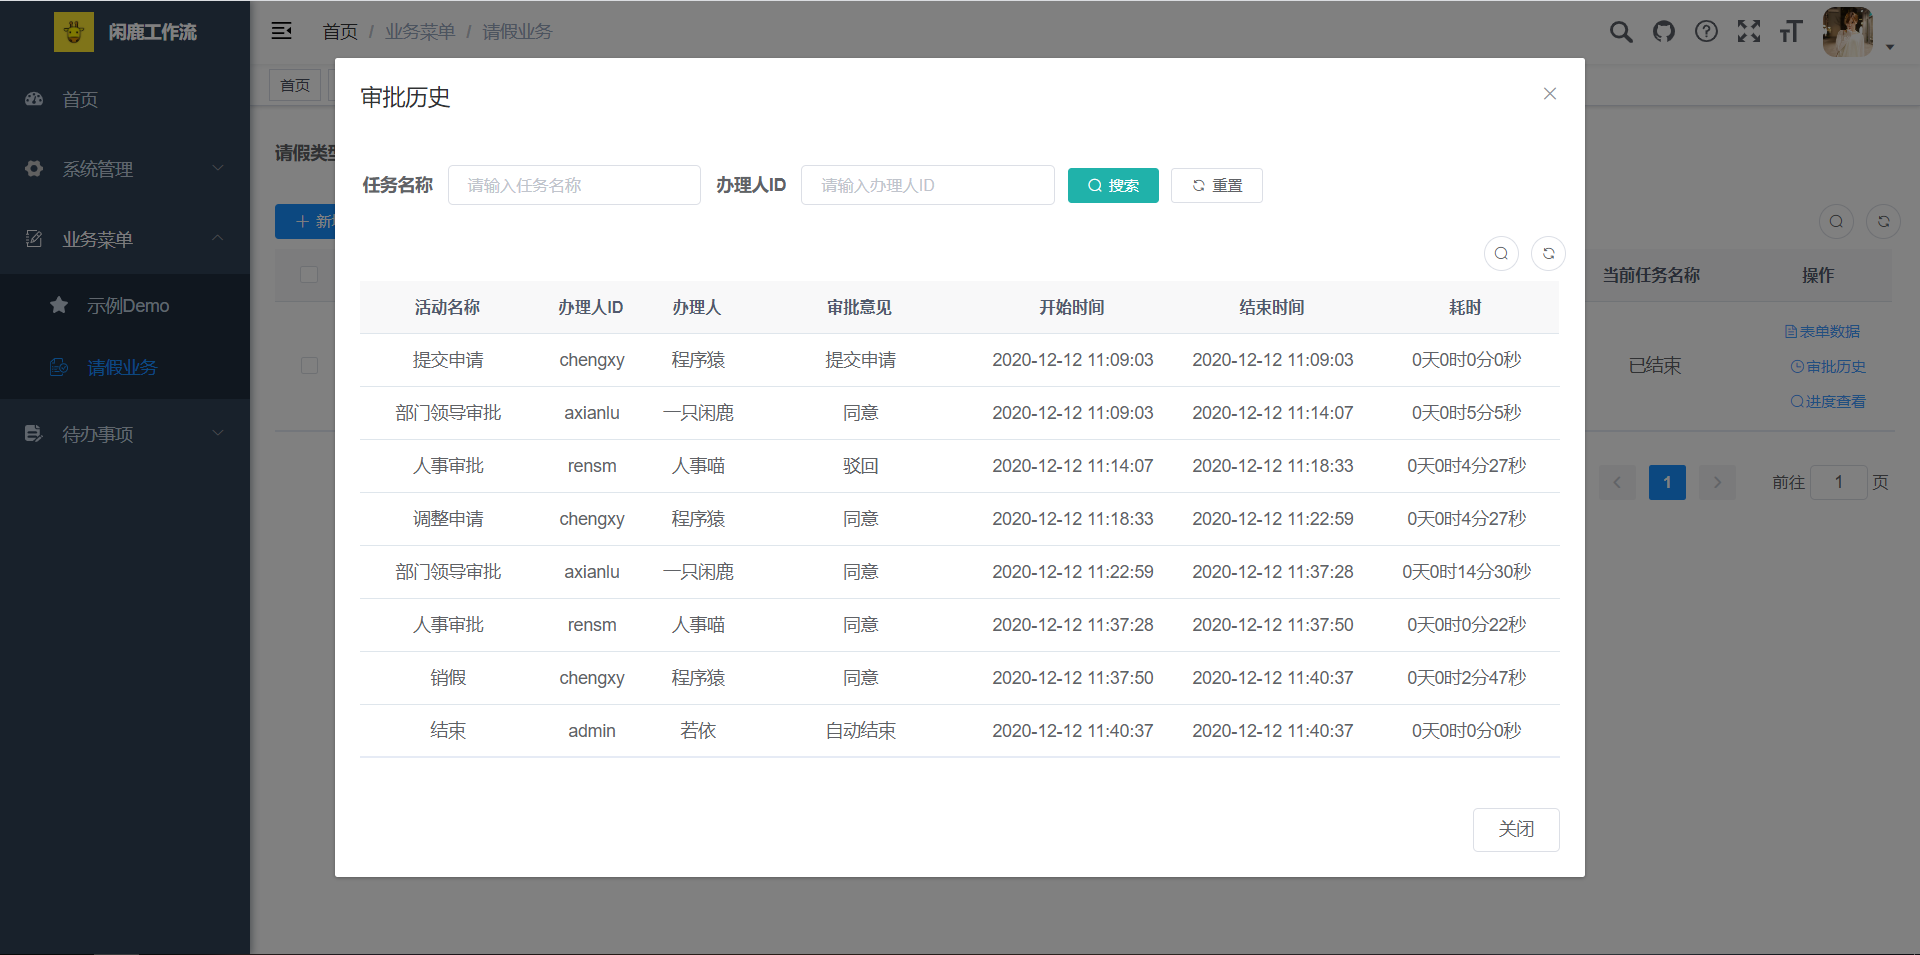 闲鹿工作流
首页 / 业务菜单 / 请假业务
首页
首页
系统管理
业务菜单
示例Demo
请假业务
待办事项
请假类
新
审批历史
任务名称 请输入任务名称 办理人ID 请输入办理人ID 搜索 重置
活动名称 办理人ID 办理人 审批意见 开始时间 结束时间 耗时
提交申请 chengxy 程序猿 提交申请 2020-12-12 11:09:03 2020-12-12 11:09:03 0天0时0分0秒
部门领导审批 axianlu 一只闲鹿 同意 2020-12-12 11:09:03 2020-12-12 11:14:07 0天0时5分5秒
人事审批 rensm 人事喵 驳回 2020-12-12 11:14:07 2020-12-12 11:18:33 0天0时4分27秒
调整申请 chengxy 程序猿 同意 2020-12-12 11:18:33 2020-12-12 11:22:59 0天0时4分27秒
部门领导审批 axianlu 一只闲鹿 同意 2020-12-12 11:22:59 2020-12-12 11:37:28 0天0时14分30秒
人事审批 rensm 人事喵 同意 2020-12-12 11:37:28 2020-12-12 11:37:50 0天0时0分22秒
销假 chengxy 程序猿 同意 2020-12-12 11:37:50 2020-12-12 11:40:37 0天0时2分47秒
结束 admin 若依 自动结束 2020-12-12 11:40:37 2020-12-12 11:40:37 0天0时0分0秒
关闭
当前任务名称 操作
表单数据
已结束 审批历史
进度查看
1 前往 1 页